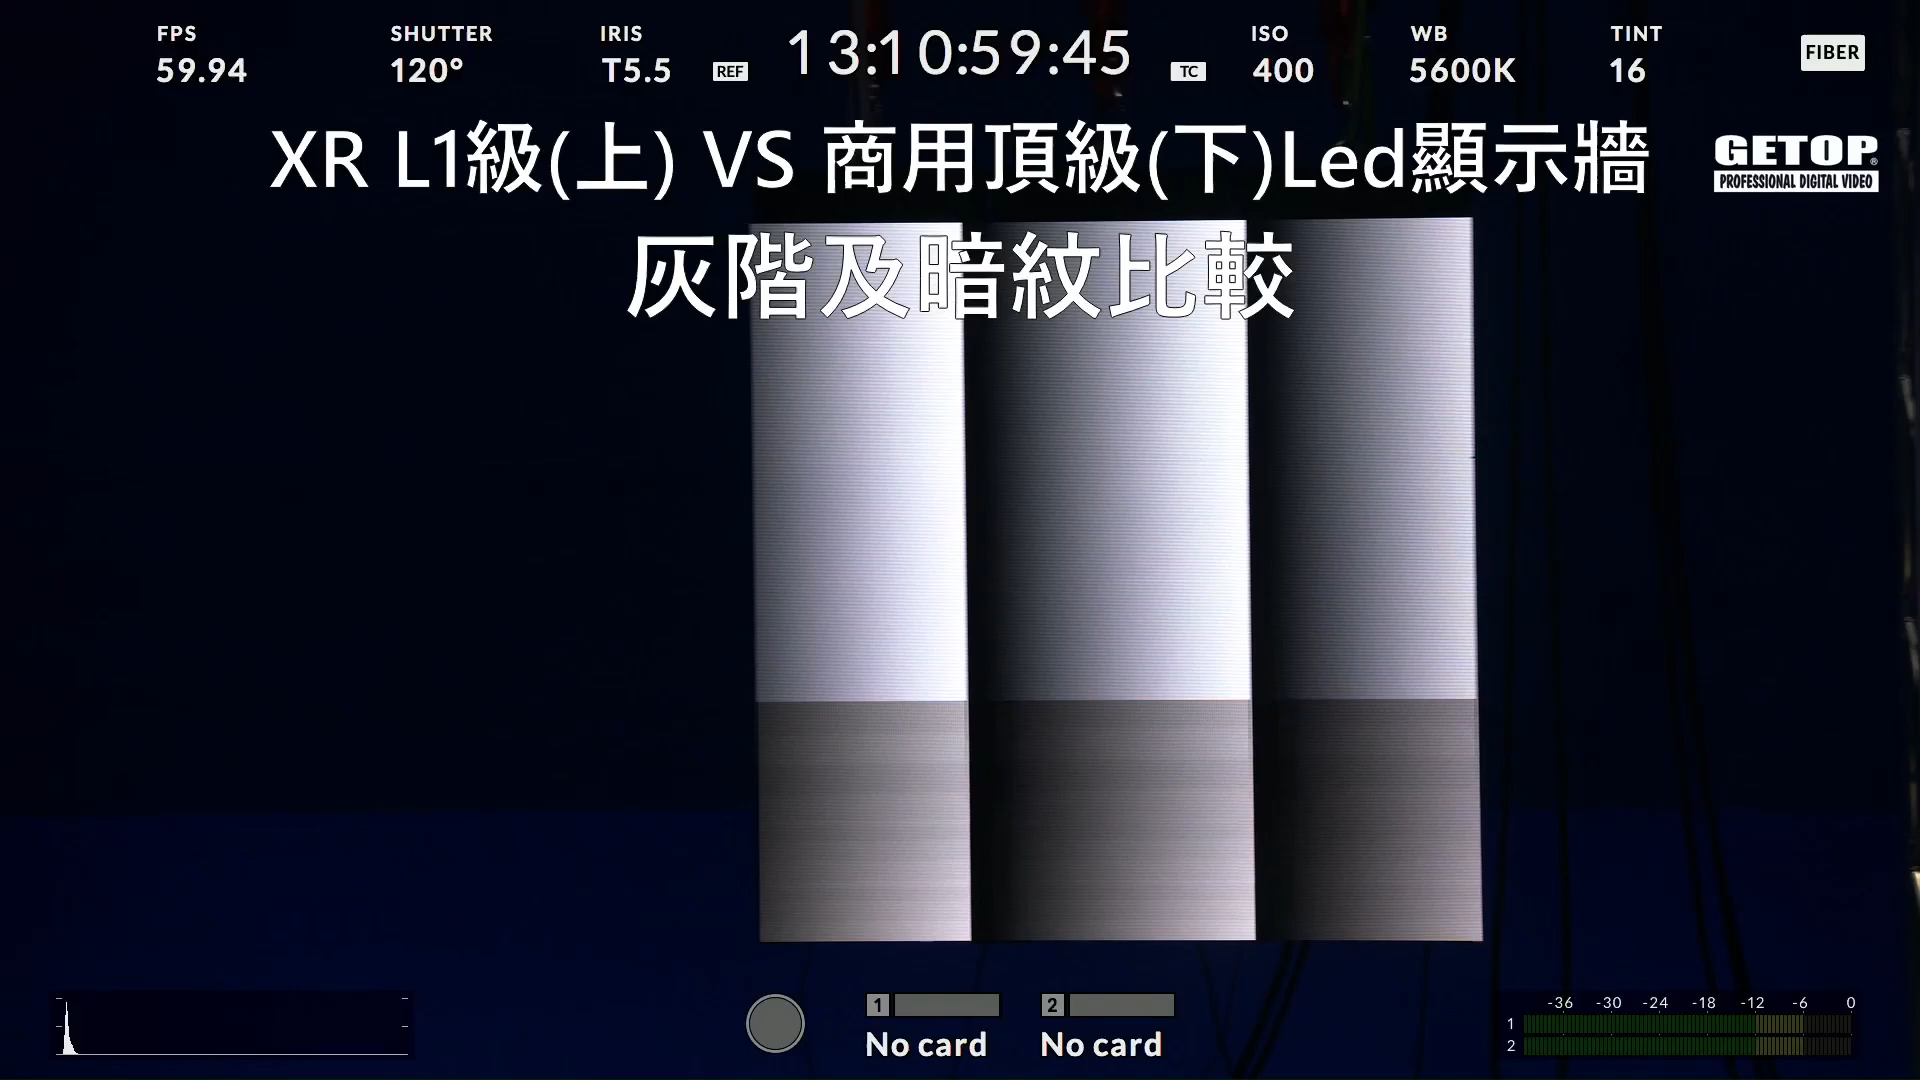 FPS SHUTTER IRIS 13:10:59:45 ISO WB TINT FIBER
59.94 120° T5.5 REF TC 400 5600K 16
XR L1級(上) VS 商用頂級(下)Led顯示牆
GETOP®
PROFESSIONAL DIGITAL VIDEO
灰階及暗紋比較
1 2
No card No card
-36 -30 -24 -18 -12 -6 0
1
2